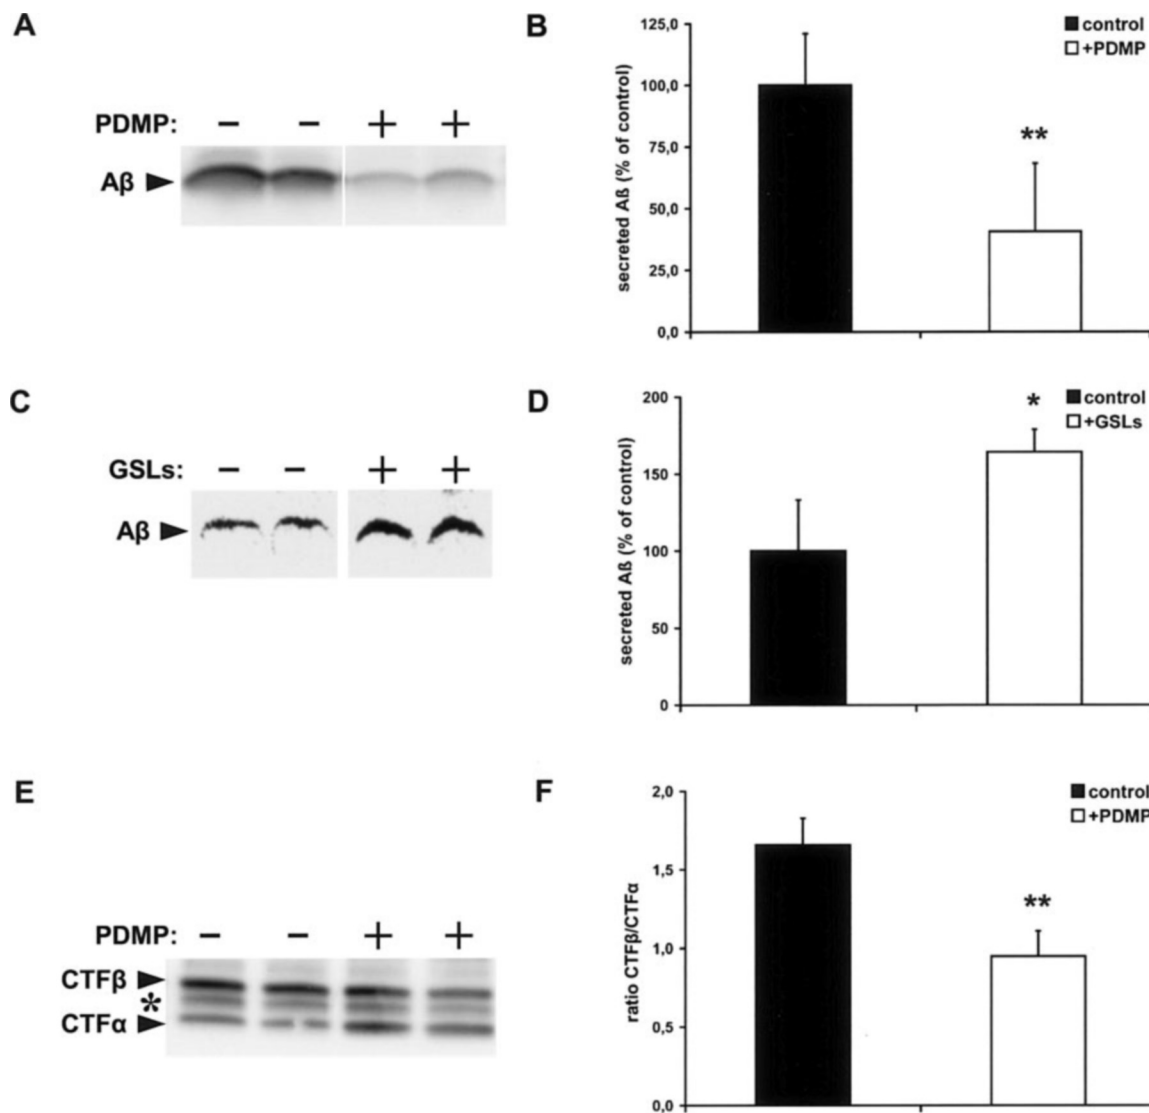 A
PDMP: − − + +
Aβ
B
125,0
100,0
75,0
50,0
25,0
0,0
secreted Aß (% of control)
control
+PDMP
**
C
GSLs: − − + +
Aβ
D
200
150
100
50
0
secreted Aß (% of control)
control
+GSLs
*
E
PDMP: − − + +
CTFβ
*
CTFα
F
2,0
1,5
1,0
0,5
0,0
ratio CTFβ/CTFα
control
+PDMP
**